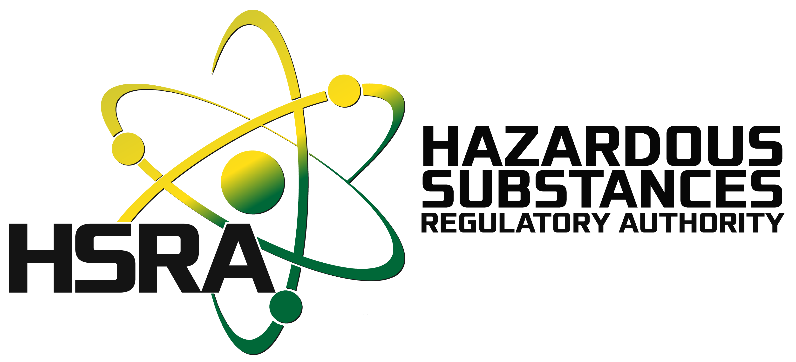 HSRA
HAZARDOUS
SUBSTANCES
REGULATORY AUTHORITY